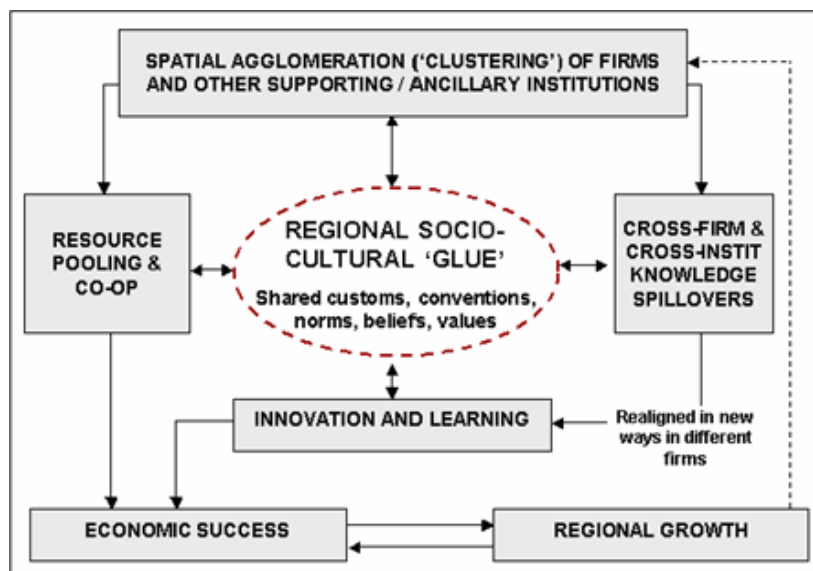 SPATIAL AGGLOMERATION (‘CLUSTERING’) OF FIRMS
AND OTHER SUPPORTING / ANCILLARY INSTITUTIONS
RESOURCE
POOLING &
CO-OP
REGIONAL SOCIO-
CULTURAL ‘GLUE’
Shared customs, conventions,
norms, beliefs, values
CROSS-FIRM &
CROSS-INSTIT
KNOWLEDGE
SPILLOVERS
INNOVATION AND LEARNING
Realigned in new
ways in different
firms
ECONOMIC SUCCESS
REGIONAL GROWTH